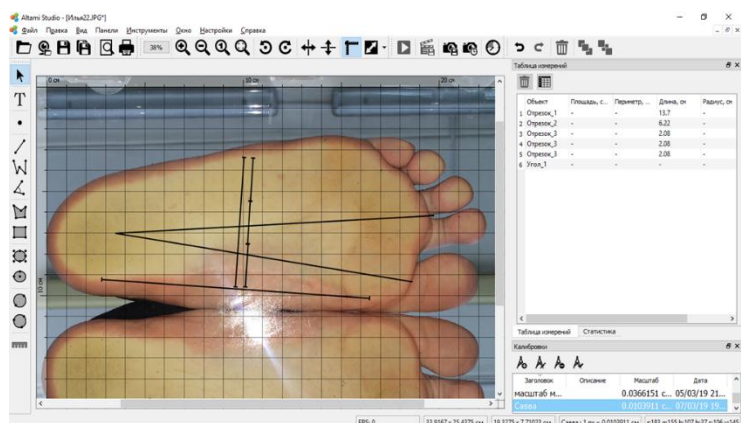 Altami Studio - [Илья22.JPG*]
Файл Правка Вид Панели Инструменты Окно Настройки Справка
38%
Таблица измерений
0 см 10 см 20 см
10 см
Объект Площадь, с... Периметр, ... Длина, см Радиус, см
1 Отрезок_1 - - 13.7 -
2 Отрезок_2 - - 6.22 -
3 Отрезок_3 - - 2.08 -
4 Отрезок_3 - - 2.08 -
5 Отрезок_3 - - 2.08 -
6 Угол_1 - - - -
Таблица измерений Статистика
Калибровки
Заголовок Описание Масштаб Дата
масштаб м... 0.0366151 с... 05/03/19 21...
Савва 0.0103911 с... 07/03/19 19...
FPS: 0